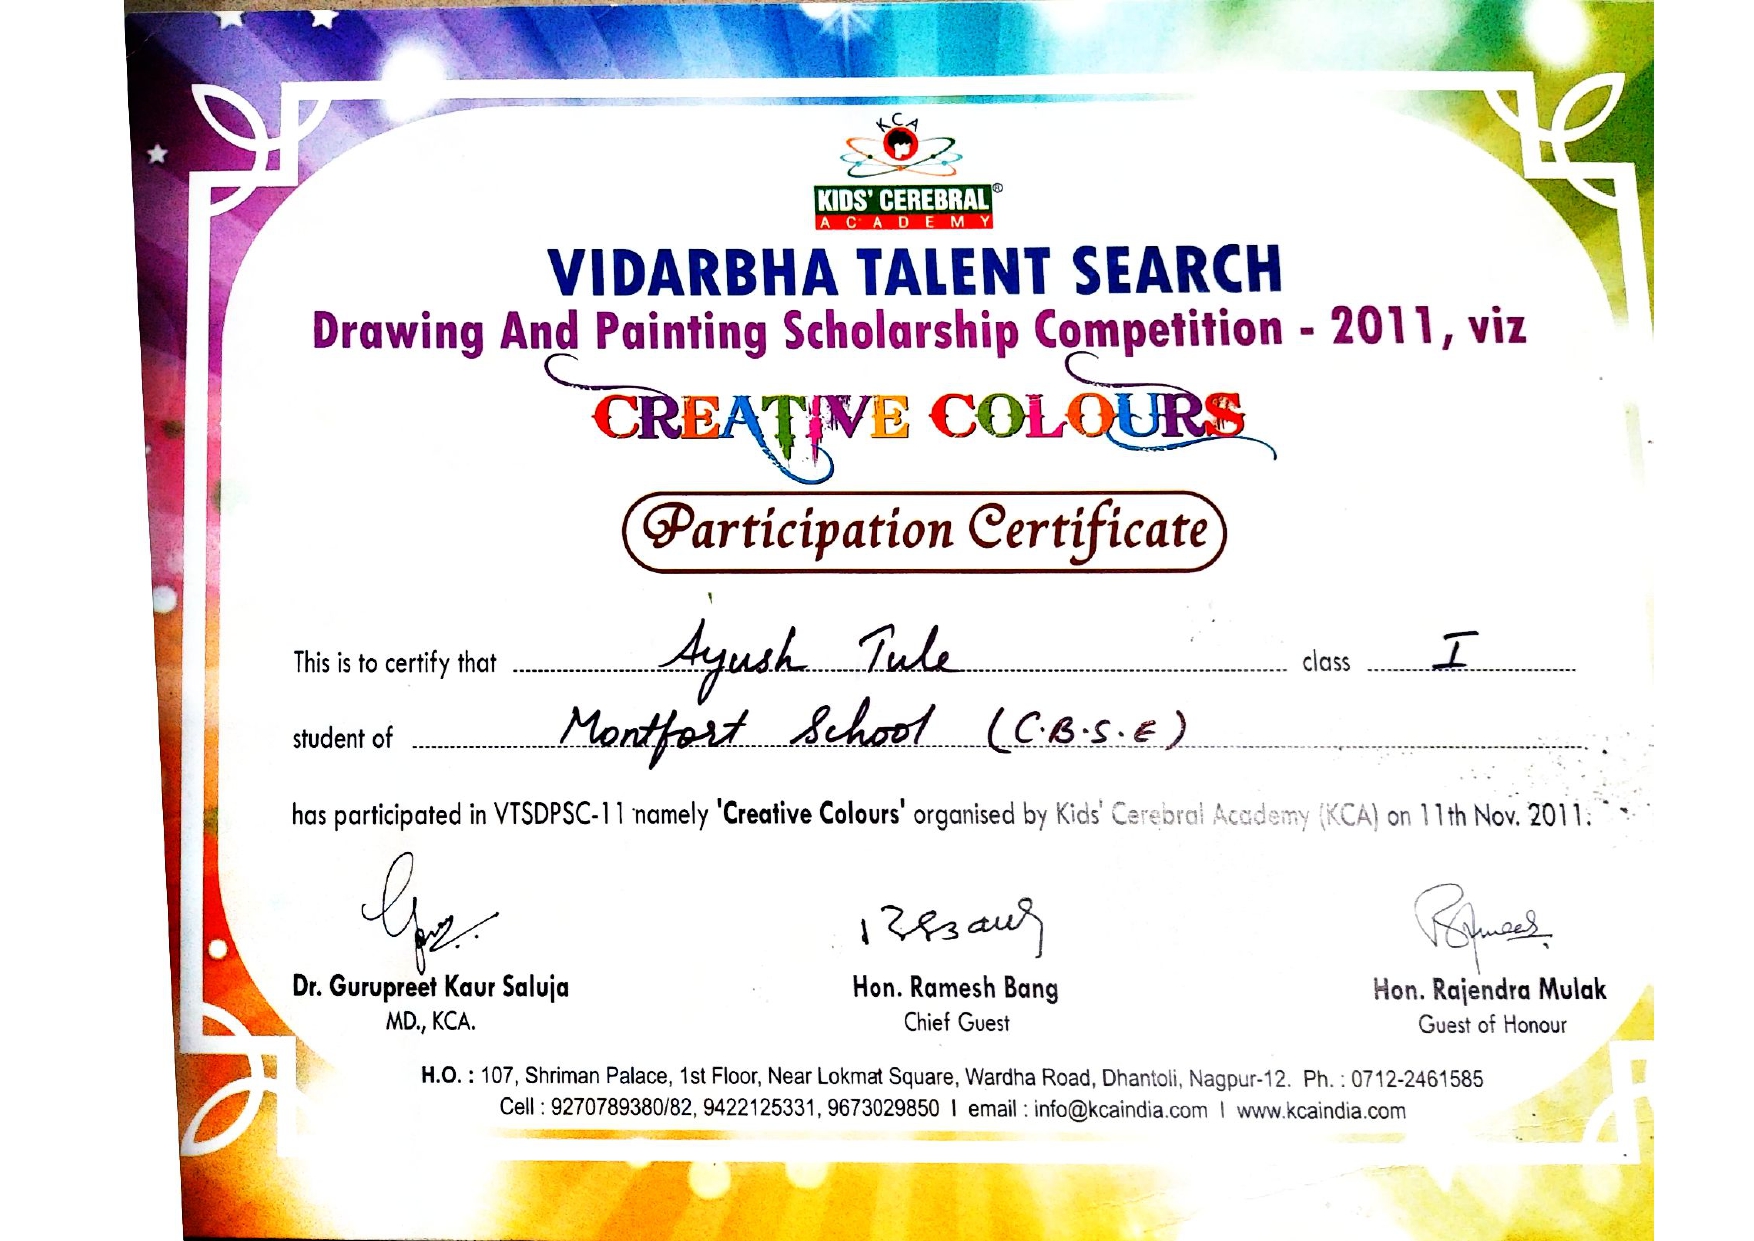 KCA
KIDS' CEREBRAL®
ACADEMY
VIDARBHA TALENT SEARCH
Drawing And Painting Scholarship Competition - 2011, viz
CREATIVE COLOURS
Participation Certificate
This is to certify that Ayush Tule class I
student of Montfort School (C.B.S.E)
has participated in VTSDPSC-11 namely 'Creative Colours' organised by Kids' Cerebral Academy (KCA) on 11th Nov. 2011.
Dr. Gurupreet Kaur Saluja Hon. Ramesh Bang Hon. Rajendra Mulak
MD., KCA. Chief Guest Guest of Honour
H.O. : 107, Shriman Palace, 1st Floor, Near Lokmat Square, Wardha Road, Dhantoli, Nagpur-12. Ph. : 0712-2461585
Cell : 9270789380/82, 9422125331, 9673029850 I email : info@kcaindia.com I www.kcaindia.com